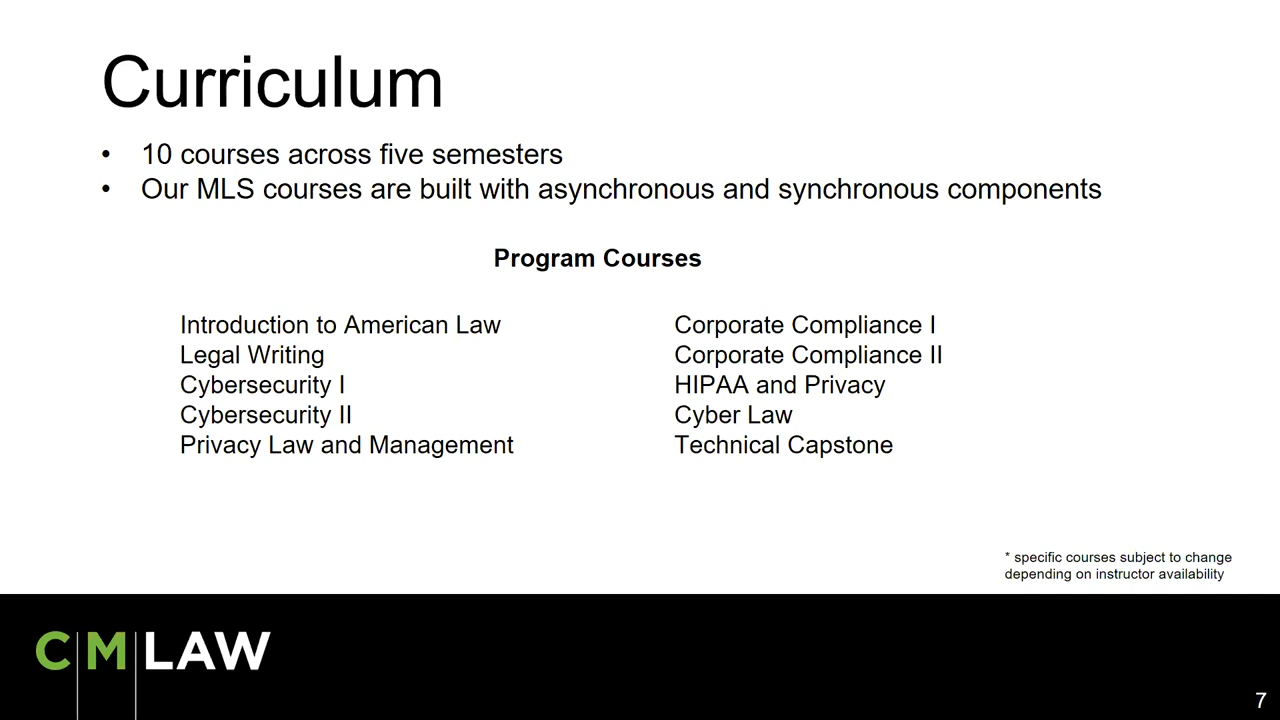 Curriculum
• 10 courses across five semesters
• Our MLS courses are built with asynchronous and synchronous components
Program Courses
Introduction to American Law
Legal Writing
Cybersecurity I
Cybersecurity II
Privacy Law and Management
Corporate Compliance I
Corporate Compliance II
HIPAA and Privacy
Cyber Law
Technical Capstone
* specific courses subject to change
depending on instructor availability
C|M|LAW
7